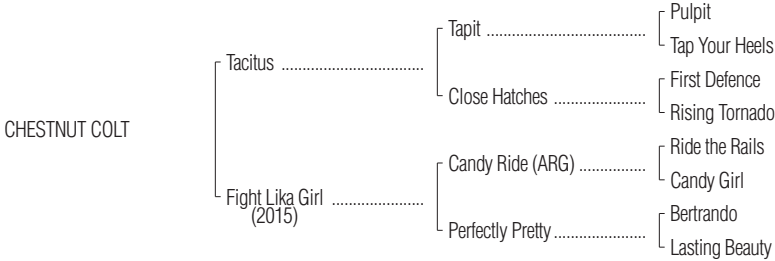 CHESTNUT COLT
Tacitus ..................................
Fight Lika Girl ......................
(2015)
Tapit ......................................
Close Hatches ......................
Candy Ride (ARG) ................
Perfectly Pretty ......................
Pulpit
Tap Your Heels
First Defence
Rising Tornado
Ride the Rails
Candy Girl
Bertrando
Lasting Beauty